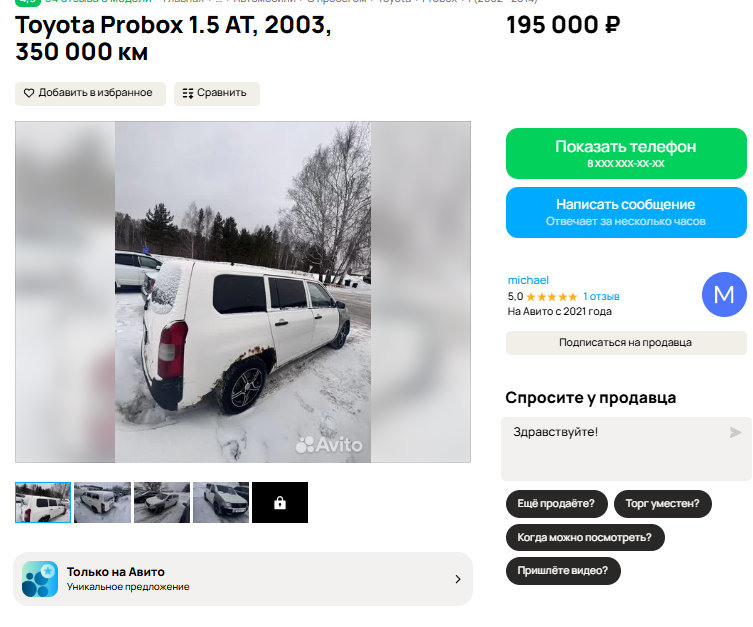 Toyota Probox 1.5 AT, 2003,
350 000 км
195 000 ₽
Добавить в избранное
Сравнить
Показать телефон
8 XXX XXX-XX-XX
Написать сообщение
Отвечает за несколько часов
michael
5,0 1 отзыв
На Авито с 2021 года
M
Подписаться на продавца
Спросите у продавца
Здравствуйте!
Ещё продаёте?
Торг уместен?
Когда можно посмотреть?
Пришлёте видео?
Avito
Только на Авито
Уникальное предложение